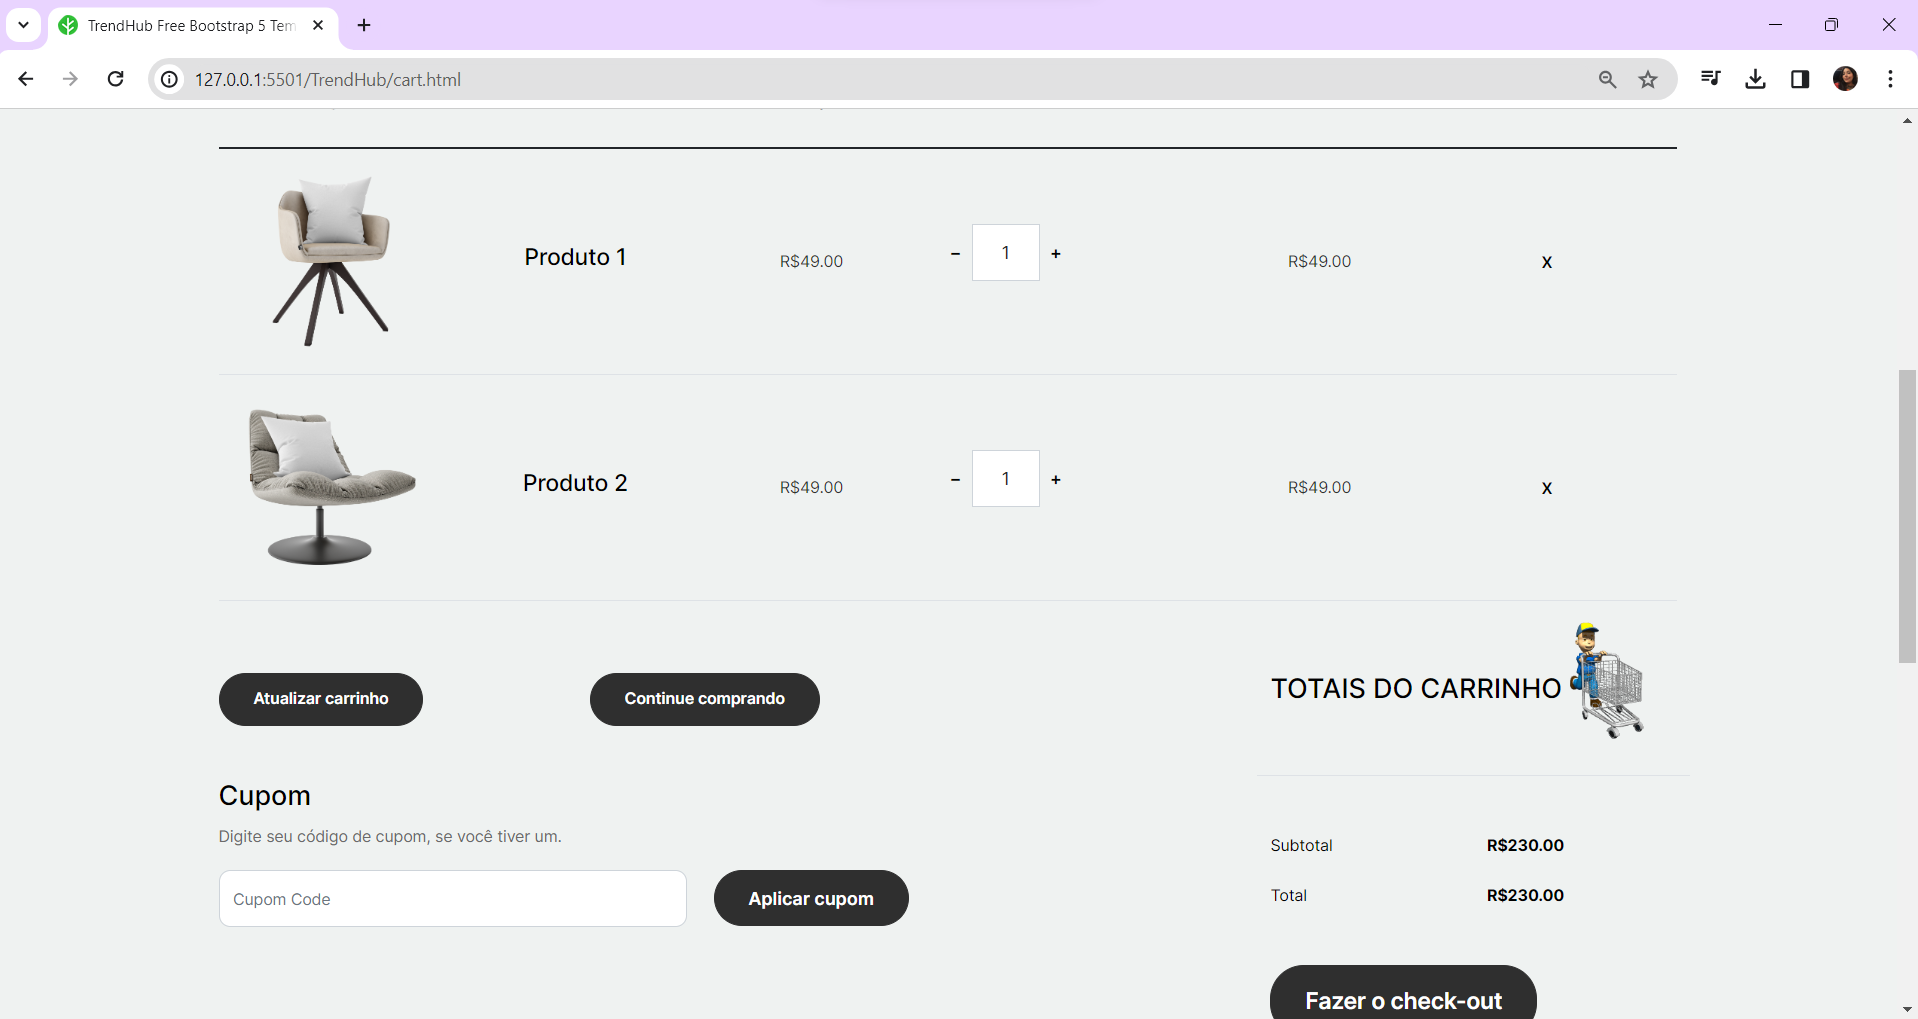 TrendHub Free Bootstrap 5 Tem
127.0.0.1:5501/TrendHub/cart.html
Produto 1 R$49.00 − 1 + R$49.00 X
Produto 2 R$49.00 − 1 + R$49.00 X
Atualizar carrinho Continue comprando
TOTAIS DO CARRINHO
Cupom
Digite seu código de cupom, se você tiver um.
Cupom Code Aplicar cupom
Subtotal R$230.00
Total R$230.00
Fazer o check-out